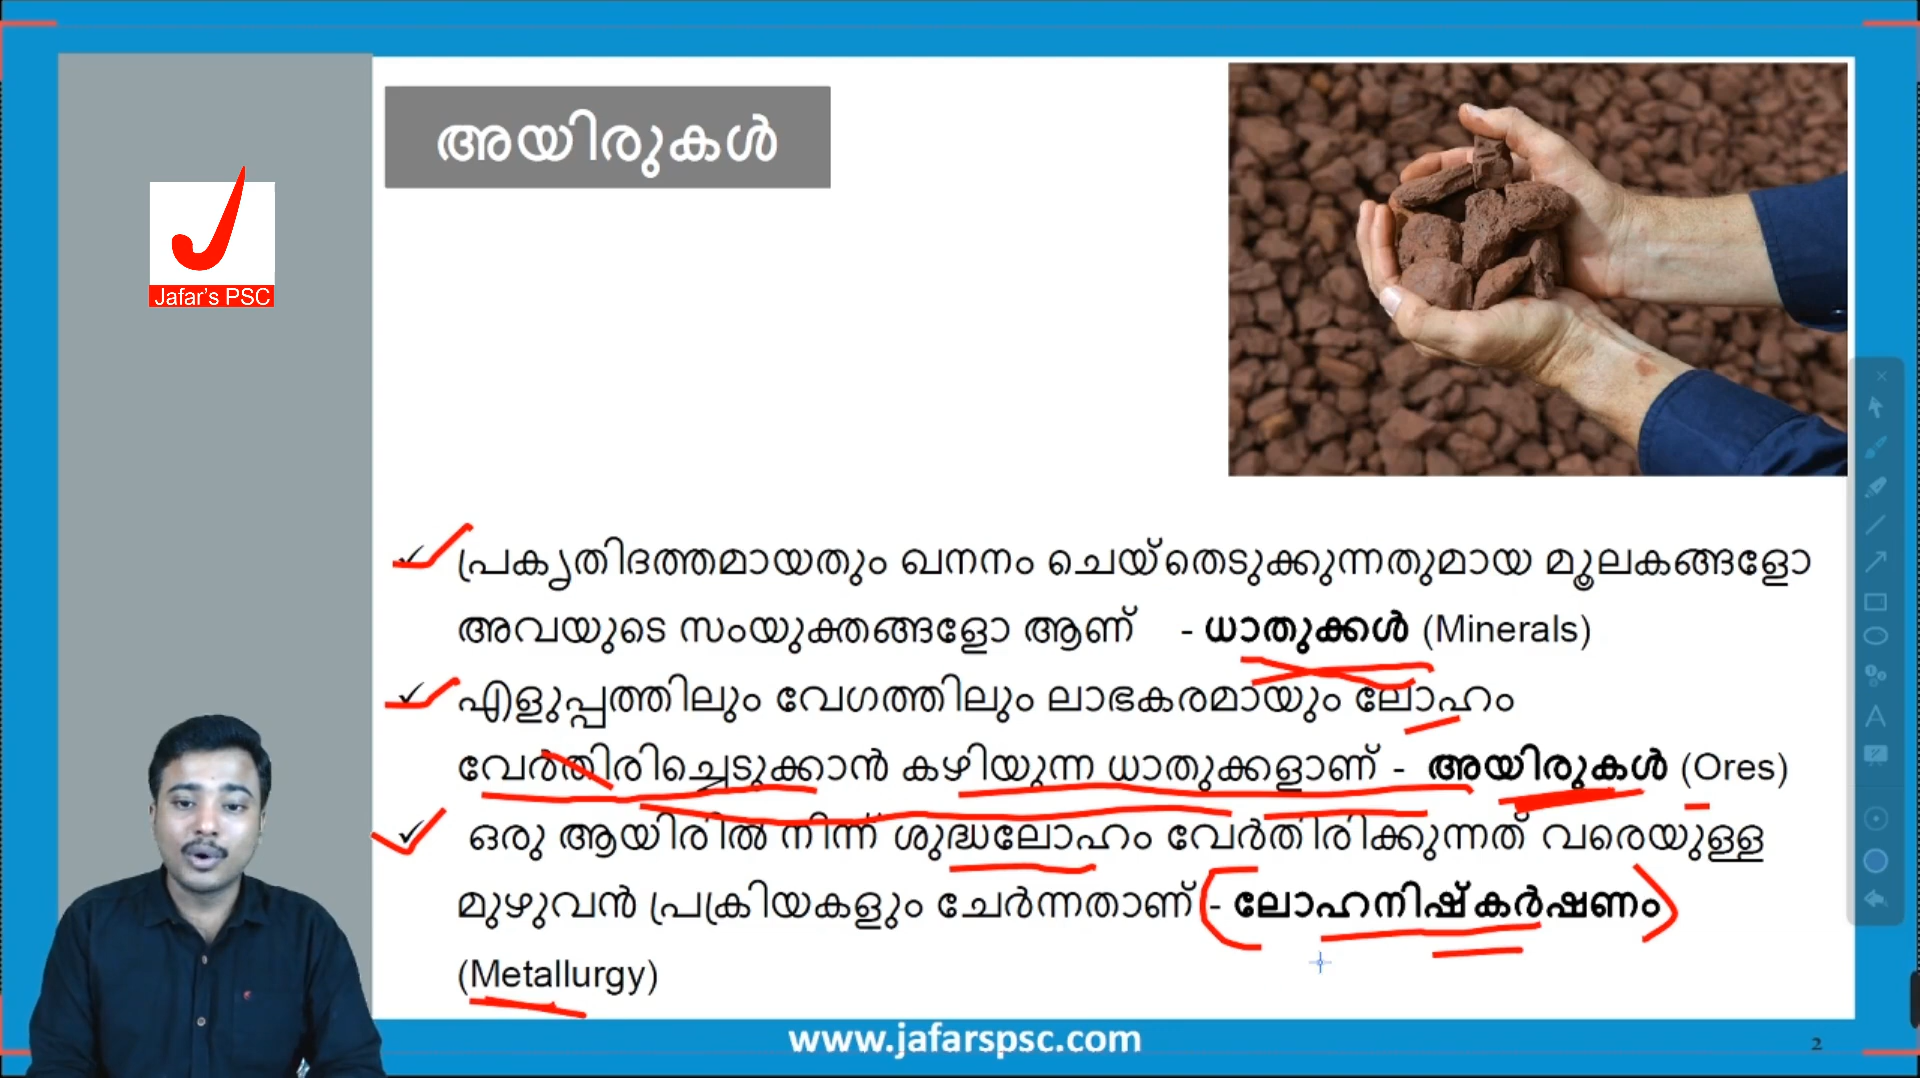 അയിരുകൾ
Jafar's PSC
പ്രകൃതിദത്തമായതും ഖനനം ചെയ്തെടുക്കുന്നതുമായ മൂലകങ്ങളോ
അവയുടെ സംയുക്തങ്ങളോ ആണ് - ധാതുക്കൾ (Minerals)
എളുപ്പത്തിലും വേഗത്തിലും ലാഭകരമായും ലോഹം
വേർതിരിച്ചെടുക്കാൻ കഴിയുന്ന ധാതുക്കളാണ് - അയിരുകൾ (Ores)
ഒരു ആയിരിൽ നിന്ന് ശുദ്ധലോഹം വേർതിരിക്കുന്നത് വരെയുള്ള
മുഴുവൻ പ്രക്രിയകളും ചേർന്നതാണ് - ലോഹനിഷ്കർഷണം
(Metallurgy)
www.jafarspsc.com
2